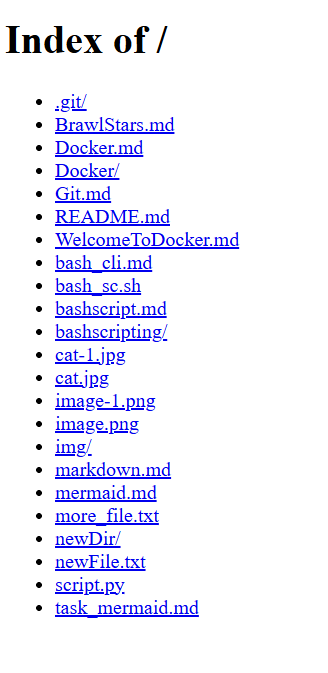 Index of /
.git/
BrawlStars.md
Docker.md
Docker/
Git.md
README.md
WelcomeToDocker.md
bash_cli.md
bash_sc.sh
bashscript.md
bashscripting/
cat-1.jpg
cat.jpg
image-1.png
image.png
img/
markdown.md
mermaid.md
more_file.txt
newDir/
newFile.txt
script.py
task_mermaid.md